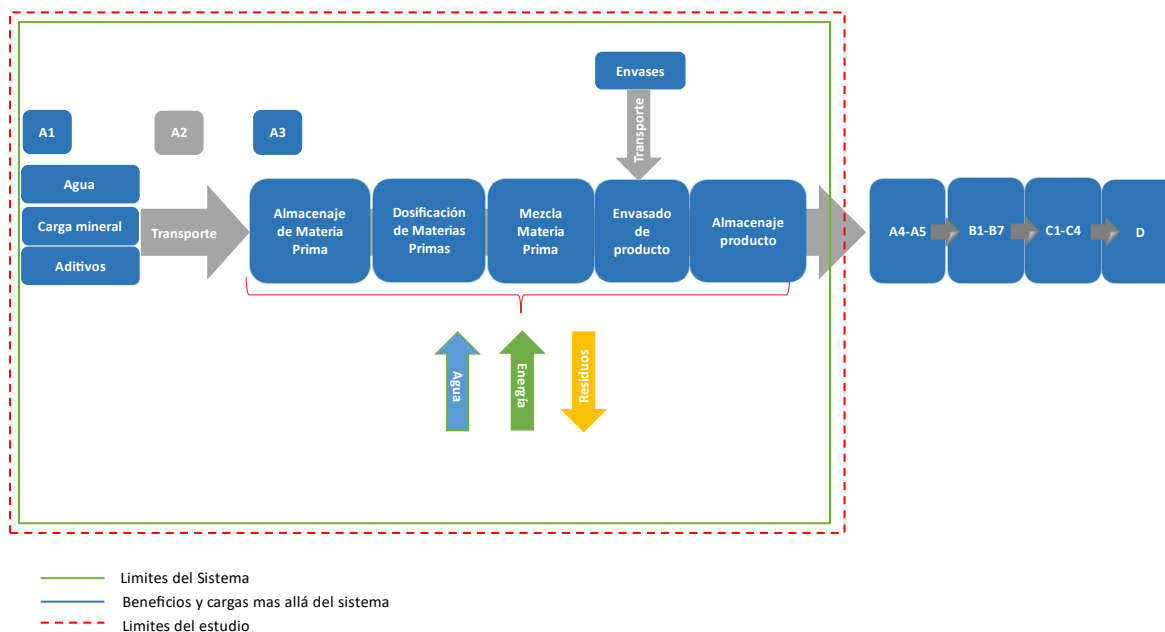 Envases
Transporte
A1
A2
A3
Agua
Carga mineral
Aditivos
Transporte
Almacenaje
de Materia
Prima
Dosificación
de Materias
Primas
Mezcla
Materia
Prima
Envasado
de
producto
Almacenaje
producto
A4-A5
B1-B7
C1-C4
D
Agua
Energía
Residuos
Limites del Sistema
Beneficios y cargas mas allá del sistema
Limites del estudio